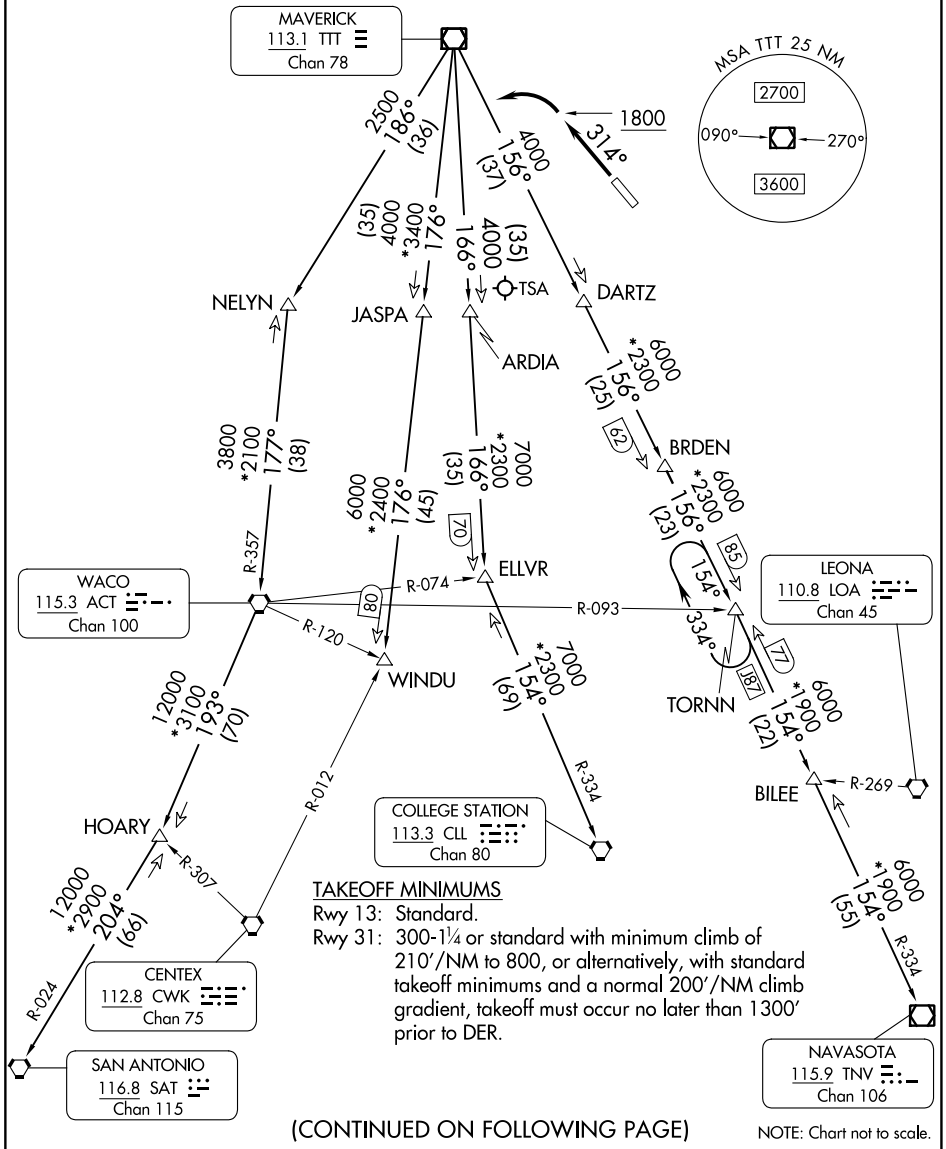 MAVERICK
113.1 TTT
Chan 78
MSA TTT 25 NM
2700
090°
270°
3600
1800
314°
2500
186°
(36)
(35)
4000
*3400
176°
(35)
4000
166°
4000
156°
(37)
TSA
NELYN
JASPA
ARDIA
DARTZ
3800
*2100
177°
(38)
6000
*2400
176°
(45)
7000
*2300
166°
(35)
6000
*2300
156°
(25)
62
BRDEN
6000
*2300
156°
(23)
85
R-357
70
ELLVR
WACO
115.3 ACT
Chan 100
R-074
80
R-093
R-120
WINDU
154°
334°
LEONA
110.8 LOA
Chan 45
77
J87
TORNN
12000
*3100
193°
(70)
7000
*2300
154°
(69)
6000
*1900
154°
(22)
BILEE
R-269
R-012
HOARY
R-307
R-334
COLLEGE STATION
113.3 CLL
Chan 80
12000
*2900
204°
(66)
6000
*1900
154°
(55)
R-334
R-024
CENTEX
112.8 CWK
Chan 75
SAN ANTONIO
116.8 SAT
Chan 115
TAKEOFF MINIMUMS
Rwy 13: Standard.
Rwy 31: 300-1¼ or standard with minimum climb of
210'/NM to 800, or alternatively, with standard
takeoff minimums and a normal 200'/NM climb
gradient, takeoff must occur no later than 1300'
prior to DER.
NAVASOTA
115.9 TNV
Chan 106
(CONTINUED ON FOLLOWING PAGE)
NOTE: Chart not to scale.